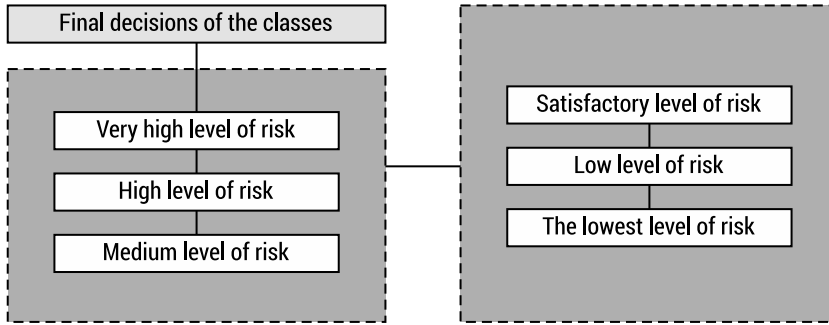 Final decisions of the classes
Very high level of risk
High level of risk
Medium level of risk
Satisfactory level of risk
Low level of risk
The lowest level of risk